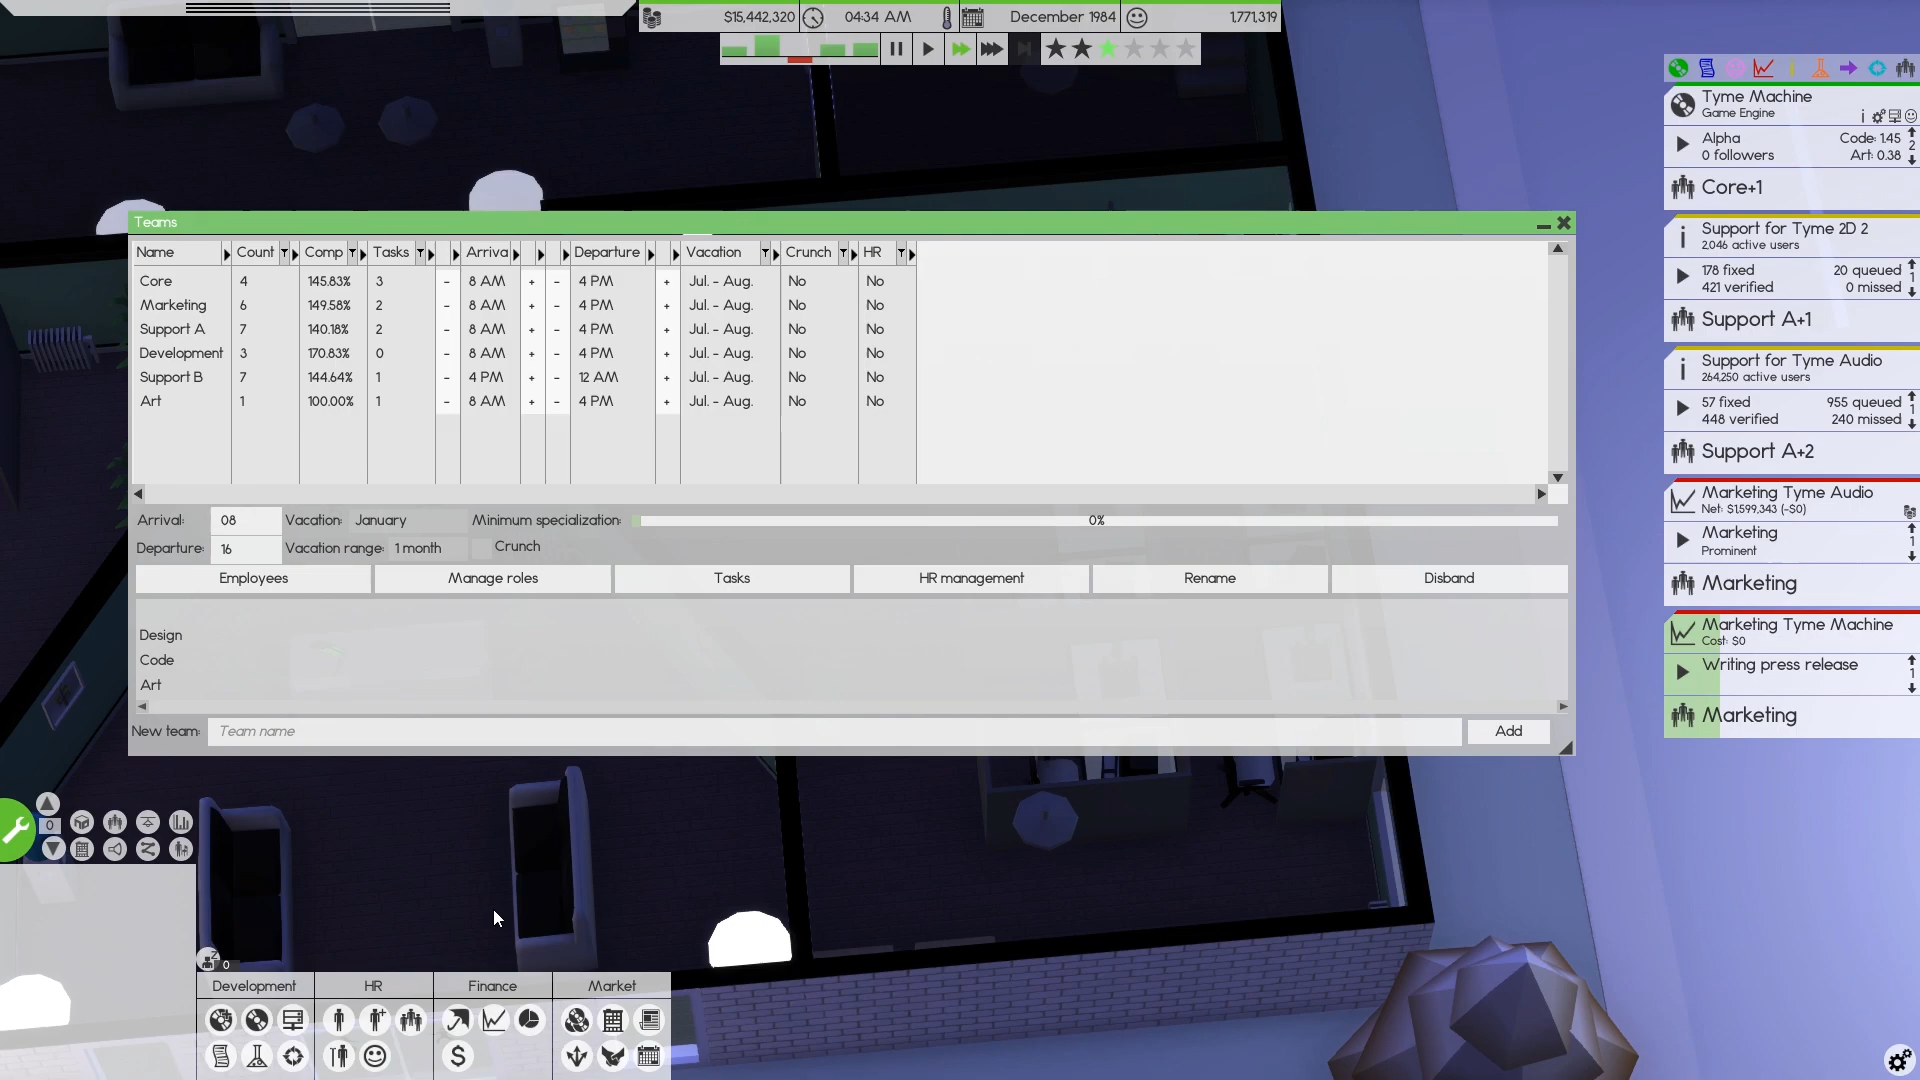 $15,442,320
04:34 AM
December 1984
1,771,319
Teams
Name Count Comp Tasks Arriva Departure Vacation Crunch HR
Core 4 145.83% 3 - 8 AM + - 4 PM + Jul. - Aug. No No
Marketing 6 149.58% 2 - 8 AM + - 4 PM + Jul. - Aug. No No
Support A 7 140.18% 2 - 8 AM + - 4 PM + Jul. - Aug. No No
Development 3 170.83% 0 - 8 AM + - 4 PM + Jul. - Aug. No No
Support B 7 144.64% 1 - 4 PM + - 12 AM + Jul. - Aug. No No
Art 1 100.00% 1 - 8 AM + - 4 PM + Jul. - Aug. No No
Arrival: 08 Vacation: January Minimum specialization: 0%
Departure: 16 Vacation range: 1 month Crunch
Employees Manage roles Tasks HR management Rename Disband
Design
Code
Art
New team: Team name Add
Tyme Machine
Game Engine
Alpha Code: 1.45
0 followers Art: 0.38
2
Core+1
Support for Tyme 2D 2
2,046 active users
178 fixed 20 queued
421 verified 0 missed
1
Support A+1
Support for Tyme Audio
264,250 active users
57 fixed 955 queued
448 verified 240 missed
1
Support A+2
Marketing Tyme Audio
Net: $1,599,343 (-$0)
Marketing
Prominent
1
Marketing
Marketing Tyme Machine
Cost: $0
Writing press release
1
Marketing
0
z
0
Development HR Finance Market